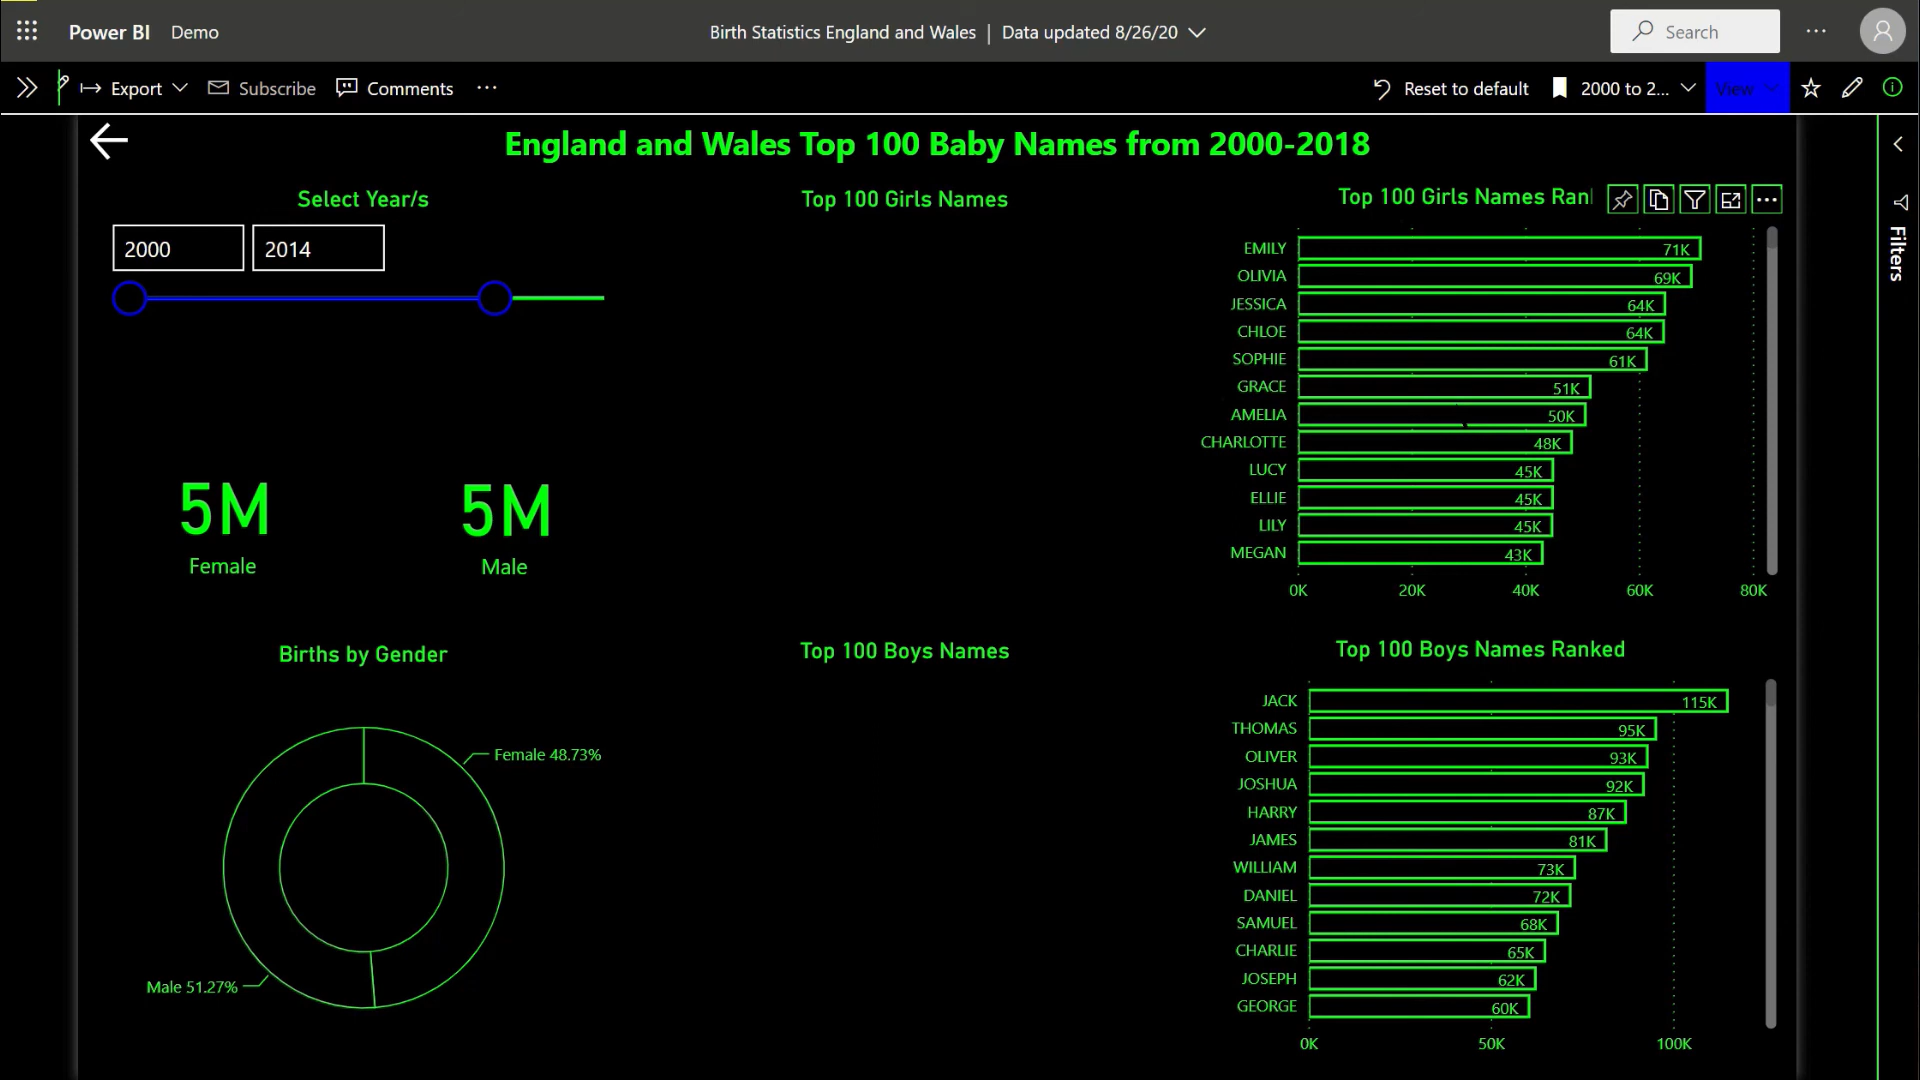 Power BI Demo
Birth Statistics England and Wales | Data updated 8/26/20
Search
Export
Subscribe
Comments
Reset to default
2000 to 2...
View
England and Wales Top 100 Baby Names from 2000-2018
Select Year/s
2000 2014
5M
Female
5M
Male
Births by Gender
Female 48.73%
Male 51.27%
Top 100 Girls Names
Top 100 Boys Names
Top 100 Girls Names Ran
EMILY 71K
OLIVIA 69K
JESSICA 64K
CHLOE 64K
SOPHIE 61K
GRACE 51K
AMELIA 50K
CHARLOTTE 48K
LUCY 45K
ELLIE 45K
LILY 45K
MEGAN 43K
0K 20K 40K 60K 80K
Top 100 Boys Names Ranked
JACK 115K
THOMAS 95K
OLIVER 93K
JOSHUA 92K
HARRY 87K
JAMES 81K
WILLIAM 73K
DANIEL 72K
SAMUEL 68K
CHARLIE 65K
JOSEPH 62K
GEORGE 60K
0K 50K 100K
Filters